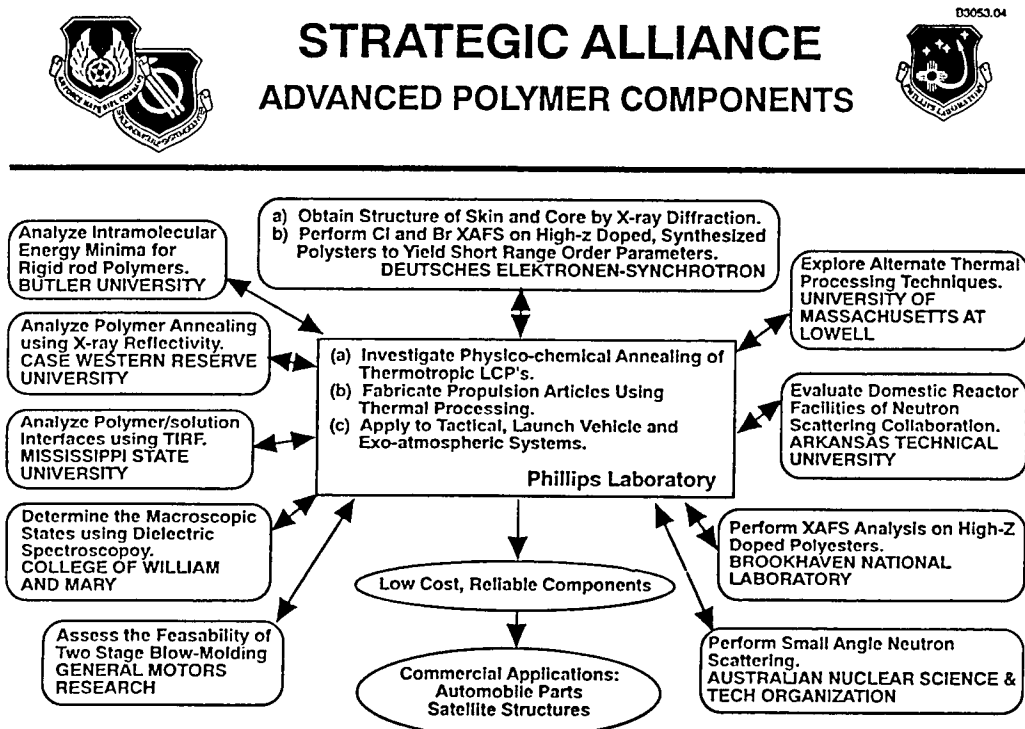 D3053.04
STRATEGIC ALLIANCE
ADVANCED POLYMER COMPONENTS
PHILLIPS LABORATORY
a) Obtain Structure of Skin and Core by X-ray Diffraction.
b) Perform Cl and Br XAFS on High-z Doped, Synthesized
Polysters to Yield Short Range Order Parameters.
DEUTSCHES ELEKTRONEN-SYNCHROTRON
Analyze Intramolecular
Energy Minima for
Rigid rod Polymers.
BUTLER UNIVERSITY
Explore Alternate Thermal
Processing Techniques.
UNIVERSITY OF
MASSACHUSETTS AT
LOWELL
Analyze Polymer Annealing
using X-ray Reflectivity.
CASE WESTERN RESERVE
UNIVERSITY
(a) Investigate Physico-chemical Annealing of
Thermotropic LCP's.
(b) Fabricate Propulsion Articles Using
Thermal Processing.
(c) Apply to Tactical, Launch Vehicle and
Exo-atmospheric Systems.
Phillips Laboratory
Evaluate Domestic Reactor
Facilities of Neutron
Scattering Collaboration.
ARKANSAS TECHNICAL
UNIVERSITY
Analyze Polymer/solution
Interfaces using TIRF.
MISSISSIPPI STATE
UNIVERSITY
Determine the Macroscopic
States using Dielectric
Spectroscopoy.
COLLEGE OF WILLIAM
AND MARY
Perform XAFS Analysis on High-Z
Doped Polyesters.
BROOKHAVEN NATIONAL
LABORATORY
Low Cost, Reliable Components
Assess the Feasability of
Two Stage Blow-Molding
GENERAL MOTORS
RESEARCH
Commercial Applications:
Automobile Parts
Satellite Structures
Perform Small Angle Neutron
Scattering.
AUSTRALIAN NUCLEAR SCIENCE &
TECH ORGANIZATION